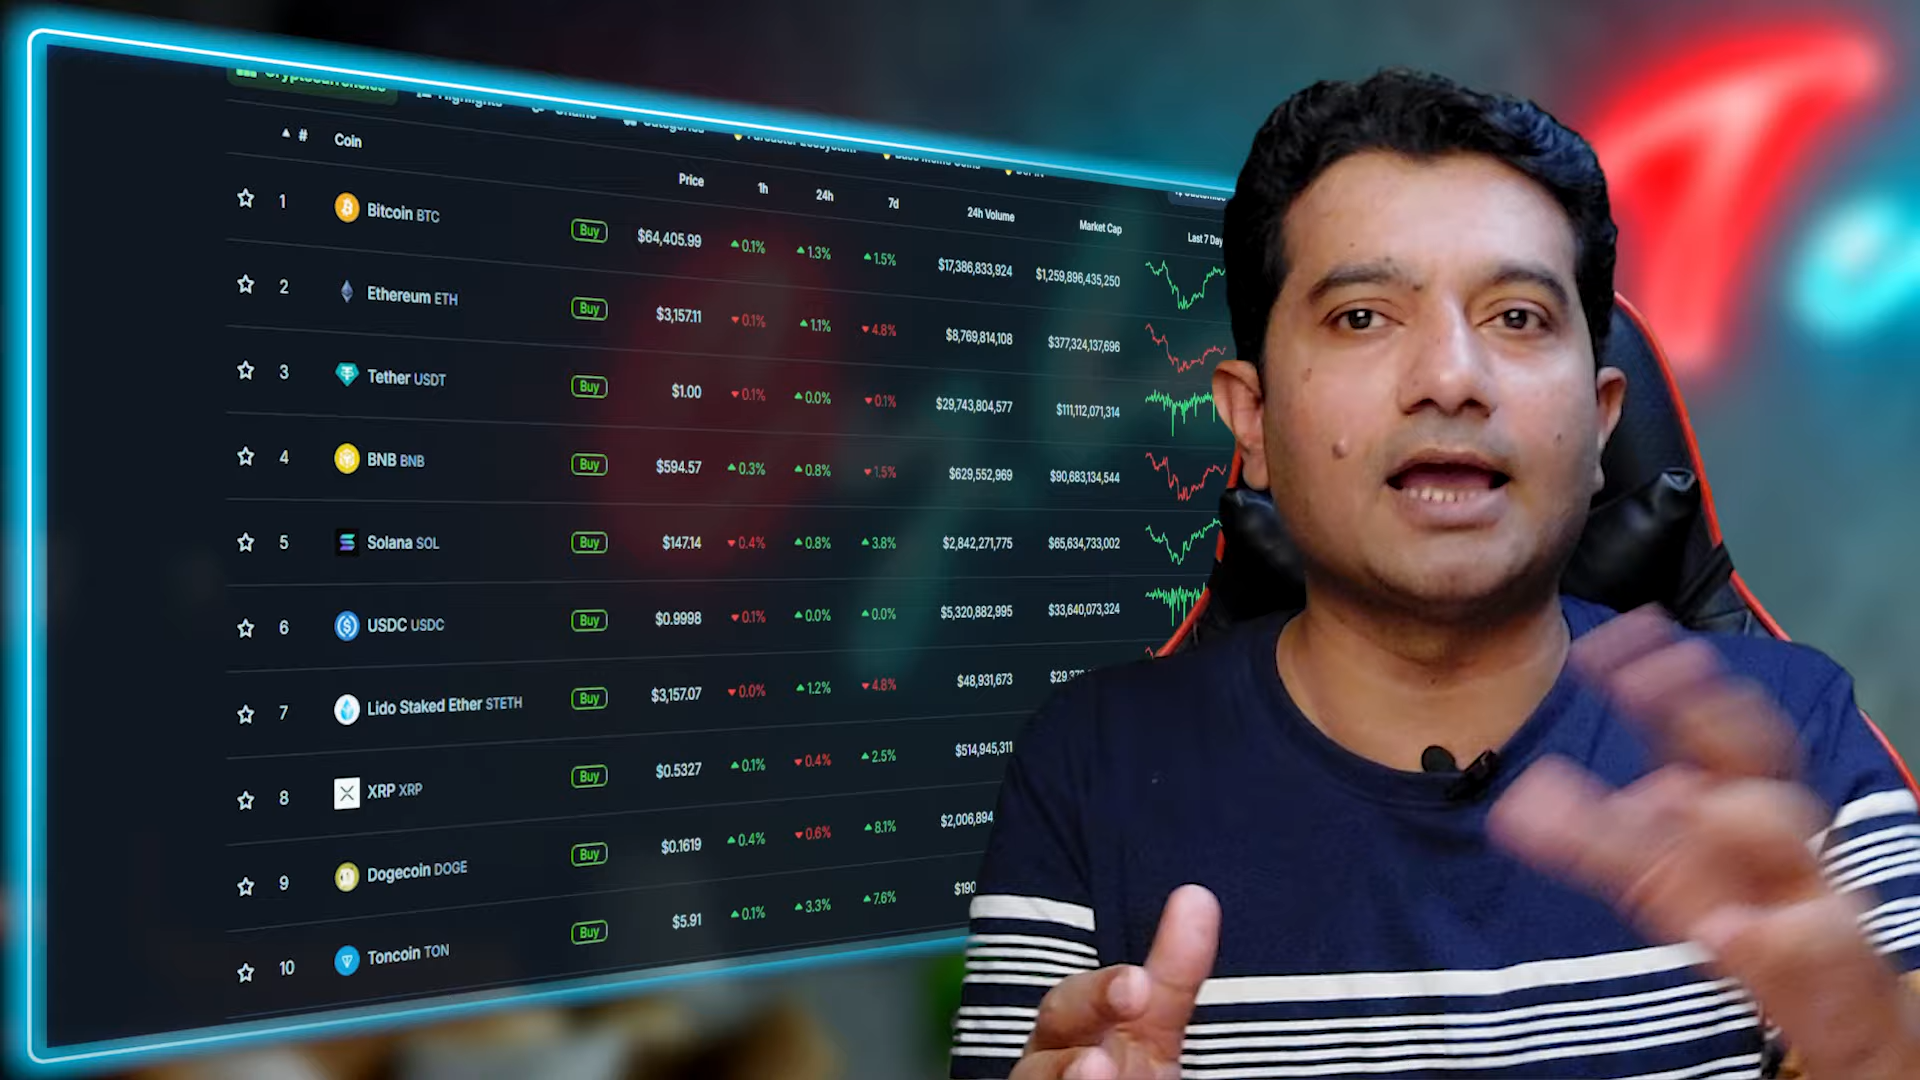 Cryptocurrencies Highlights Chains Categories
# Coin Price 1h 24h 7d 24h Volume Market Cap Last 7 Day
1 Bitcoin BTC Buy $64,405.99 0.1% 1.3% 1.5% $17,386,833,924 $1,259,896,435,250
2 Ethereum ETH Buy $3,157.11 0.1% 1.1% 4.8% $8,769,814,108 $377,324,137,696
3 Tether USDT Buy $1.00 0.1% 0.0% 0.1% $29,743,804,577 $111,112,071,314
4 BNB BNB Buy $594.57 0.3% 0.8% 1.5% $629,552,969 $90,683,134,544
5 Solana SOL Buy $147.14 0.4% 0.8% 3.8% $2,842,271,775 $65,634,733,002
6 USDC USDC Buy $0.9998 0.1% 0.0% 0.0% $5,320,882,995 $33,640,073,324
7 Lido Staked Ether STETH Buy $3,157.07 0.0% 1.2% 4.8% $48,931,673
8 XRP XRP Buy $0.5327 0.1% 0.4% 2.5% $514,945,311
9 Dogecoin DOGE Buy $0.1619 0.4% 0.6% 8.1% $2,006,894
10 Toncoin TON Buy $5.91 0.1% 3.3% 7.6% $190